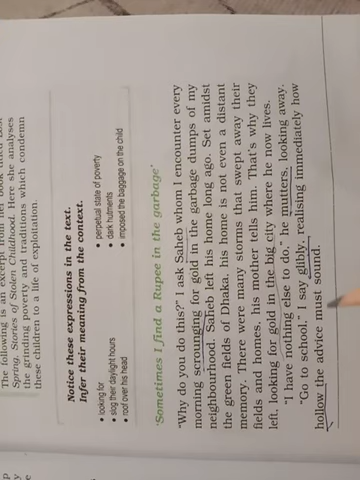 The following is an excerpt from her book titled Lost
Spring, Stories of Stolen Childhood. Here she analyses
the grinding poverty and traditions which condemn
these children to a life of exploitation.
Notice these expressions in the text.
Infer their meaning from the context.
• looking for
• slog their daylight hours
• roof over his head
• perpetual state of poverty
• dark hutments
• imposed the baggage on the child
'Sometimes I find a Rupee in the garbage'
"Why do you do this?" I ask Saheb whom I encounter every
morning scrounging for gold in the garbage dumps of my
neighbourhood. Saheb left his home long ago. Set amidst
the green fields of Dhaka, his home is not even a distant
memory. There were many storms that swept away their
fields and homes, his mother tells him. That's why they
left, looking for gold in the big city where he now lives.
"I have nothing else to do," he mutters, looking away.
"Go to school," I say glibly, realising immediately how
hollow the advice must sound.